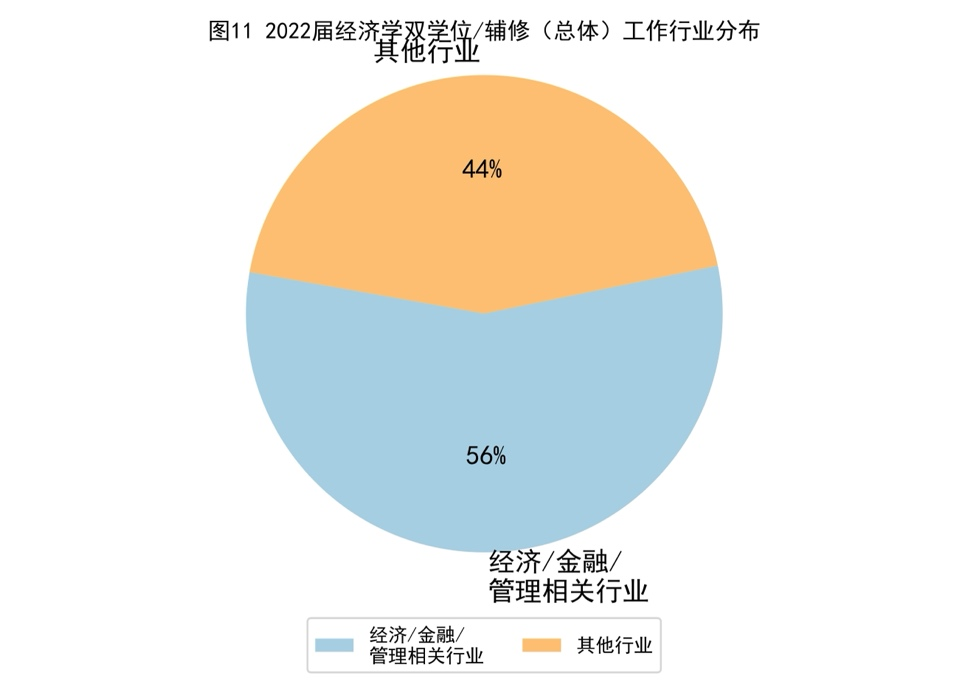 图11 2022届经济学双学位/辅修（总体）工作行业分布
其他行业
44%
56%
经济/金融/
管理相关行业
经济/金融/
管理相关行业
其他行业